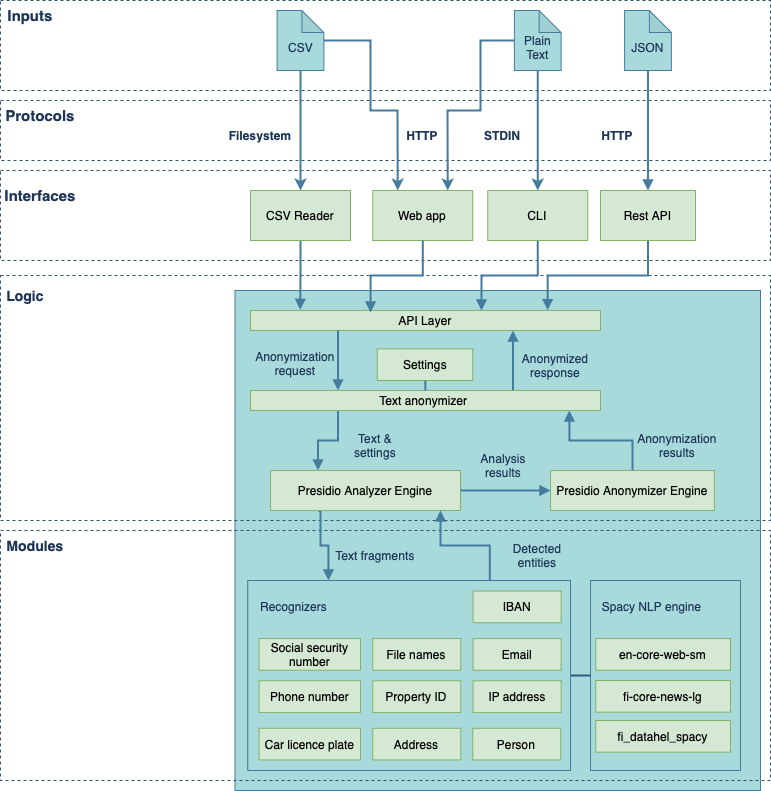 Inputs
CSV
Plain
Text
JSON
Protocols
Filesystem
HTTP
STDIN
HTTP
Interfaces
CSV Reader
Web app
CLI
Rest API
Logic
API Layer
Anonymization
request
Settings
Anonymized
response
Text anonymizer
Text &
settings
Analysis
results
Anonymization
results
Presidio Analyzer Engine
Presidio Anonymizer Engine
Modules
Text fragments
Detected
entities
Recognizers
IBAN
Spacy NLP engine
Social security
number
File names
Email
en-core-web-sm
Phone number
Property ID
IP address
fi-core-news-lg
Car licence plate
Address
Person
fi_datahel_spacy